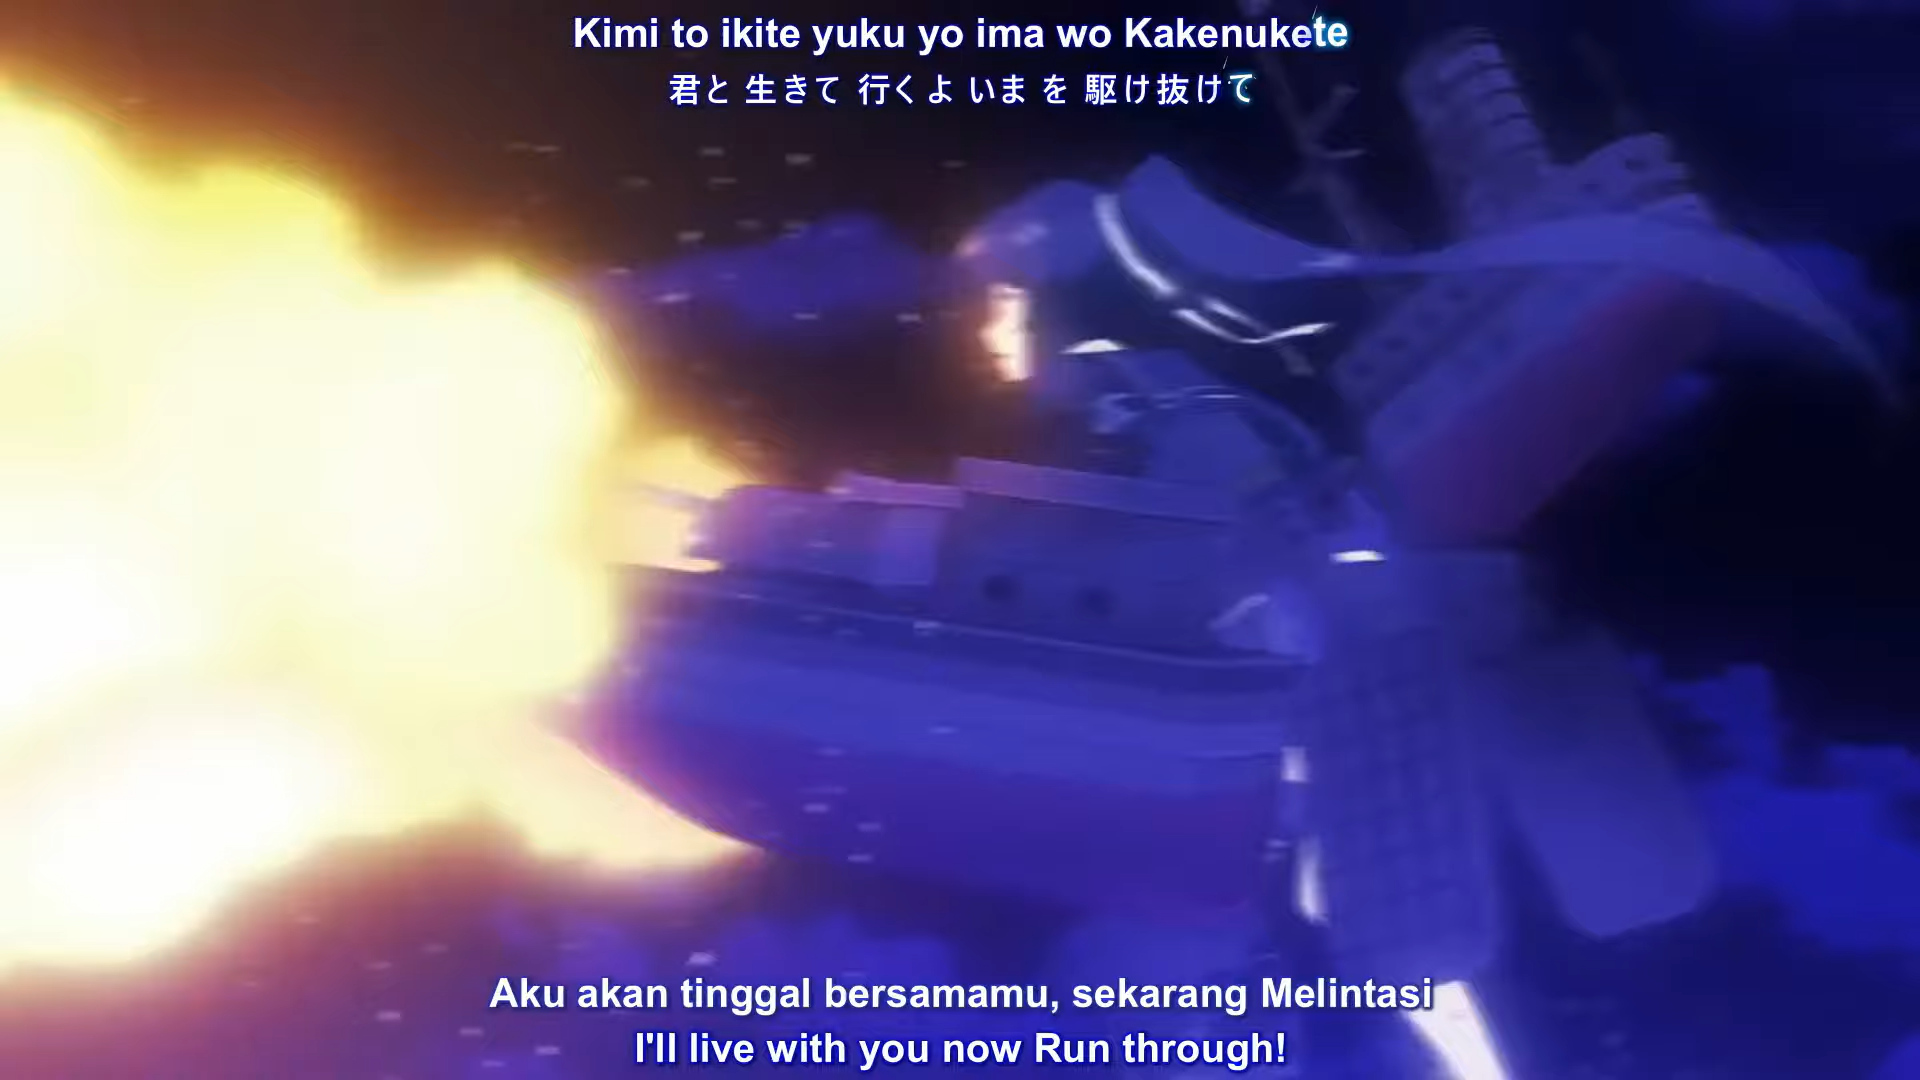 Kimi to ikite yuku yo ima wo Kakenukete
君と 生きて 行くよ いま を 駆け抜けて
Aku akan tinggal bersamamu, sekarang Melintasi
I'll live with you now Run through!